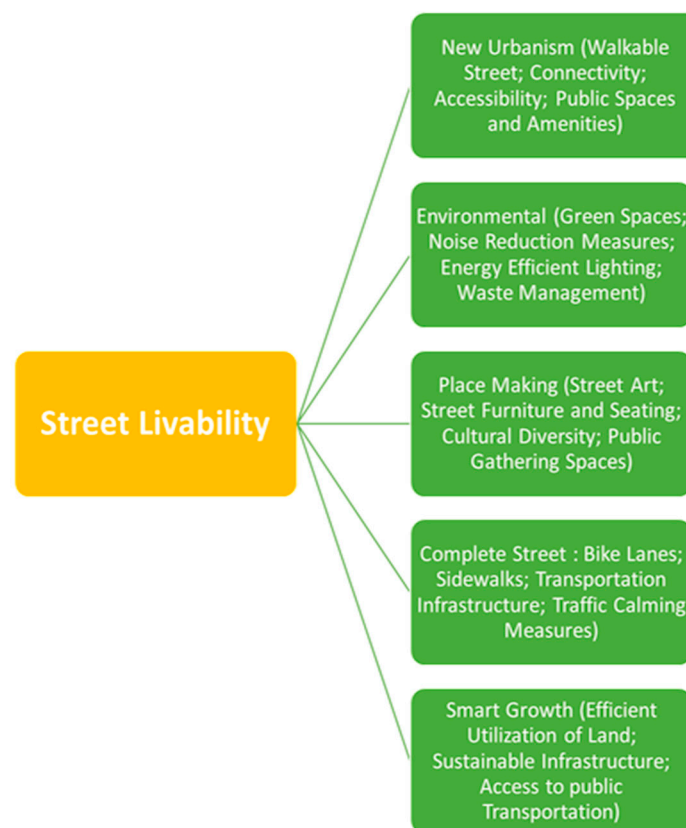 New Urbanism (Walkable
Street; Connectivity;
Accessibility; Public Spaces
and Amenities)
Environmental (Green Spaces;
Noise Reduction Measures;
Energy Efficient Lighting;
Waste Management)
Street Livability
Place Making (Street Art;
Street Furniture and Seating;
Cultural Diversity; Public
Gathering Spaces)
Complete Street : Bike Lanes;
Sidewalks; Transportation
Infrastructure; Traffic Calming
Measures)
Smart Growth (Efficient
Utilization of Land;
Sustainable Infrastructure;
Access to public
Transportation)